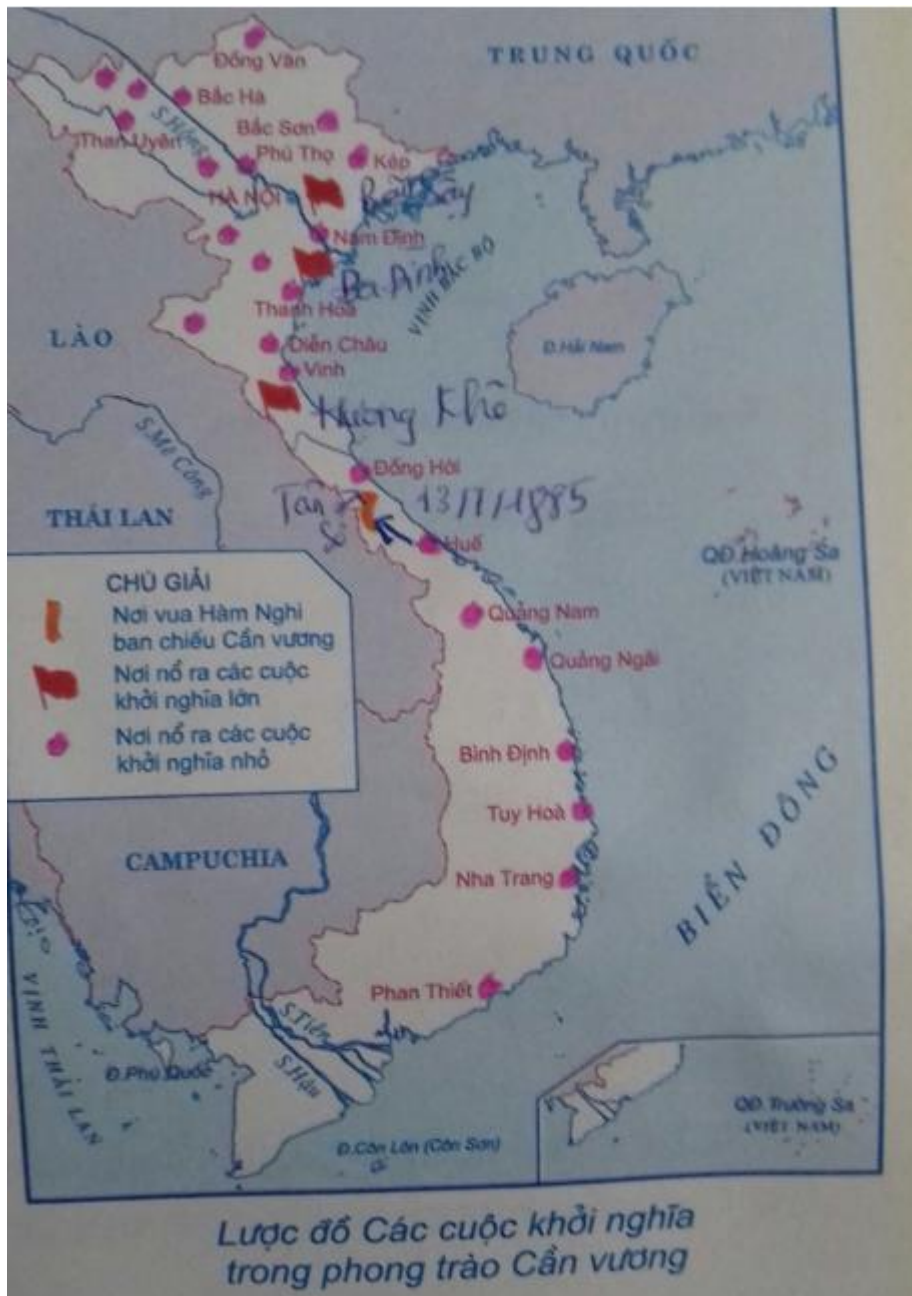 TRUNG QUỐC
Đồng Văn
Bắc Hà
S.Hồng
Bắc Sơn
Than Uyên
Phú Thọ
Kép
HÀ NỘI
Bãi Sậy
Nam Định
Ba Đình
VỊNH BẮC BỘ
Thanh Hoá
LÀO
Diễn Châu
Đ.Hải Nam
Vinh
Hương Khê
S.Mê Công
Đồng Hới
Tân Sở
13/7/1885
THÁI LAN
Huế
QĐ.Hoàng Sa
(VIỆT NAM)
CHÚ GIẢI
Nơi vua Hàm Nghi
ban chiếu Cần vương
Nơi nổ ra các cuộc
khởi nghĩa lớn
Nơi nổ ra các cuộc
khởi nghĩa nhỏ
Quảng Nam
Quảng Ngãi
Bình Định
Tuy Hoà
CAMPUCHIA
Nha Trang
BIỂN ĐÔNG
Phan Thiết
VỊNH THÁI LAN
S.Tiền
S.Hậu
Đ.Phú Quốc
Đ.Côn Lôn (Côn Sơn)
QĐ.Trường Sa
(VIỆT NAM)
Lược đồ Các cuộc khởi nghĩa
trong phong trào Cần vương